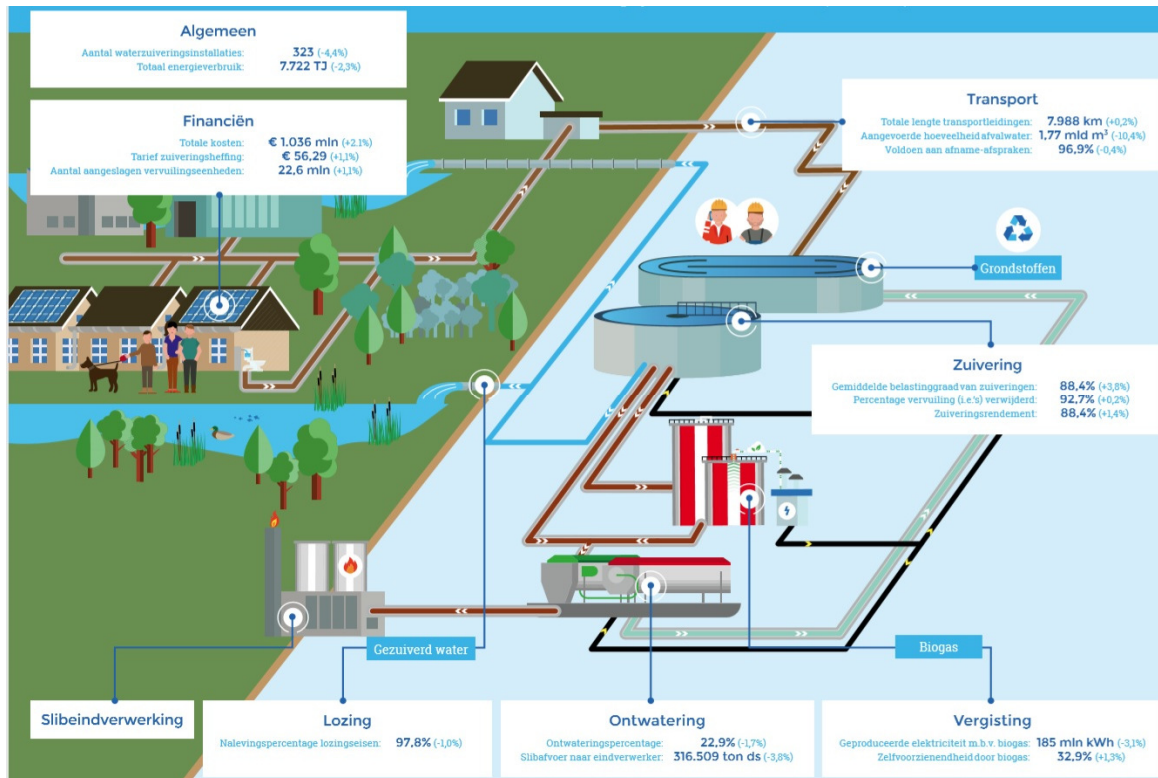 Algemeen
Aantal waterzuiveringsinstallaties: 323 (-4,4%)
Totaal energieverbruik: 7.722 TJ (-2,3%)
Financiën
Totale kosten: € 1.036 mln (+2.1%)
Tarief zuiveringsheffing: € 56,29 (+1,1%)
Aantal aangeslagen vervuilingseenheden: 22,6 mln (+1,1%)
Transport
Totale lengte transportleidingen: 7.988 km (+0,2%)
Aangevoerde hoeveelheid afvalwater: 1,77 mld m³ (-10,4%)
Voldoen aan afname-afspraken: 96,9% (-0,4%)
Grondstoffen
Zuivering
Gemiddelde belastinggraad van zuiveringen: 88,4% (+3,8%)
Percentage vervuiling (i.e.'s) verwijderd: 92,7% (+0,2%)
Zuiveringsrendement: 88,4% (+1,4%)
Gezuiverd water
Biogas
Slibeindverwerking
Lozing
Nalevingspercentage lozingseisen: 97,8% (-1,0%)
Ontwatering
Ontwateringspercentage: 22,9% (-1,7%)
Slibafvoer naar eindverwerker: 316.509 ton ds (-3,8%)
Vergisting
Geproduceerde elektriciteit m.b.v. biogas: 185 mln kWh (-3,1%)
Zelfvoorzienendheid door biogas: 32,9% (+1,3%)